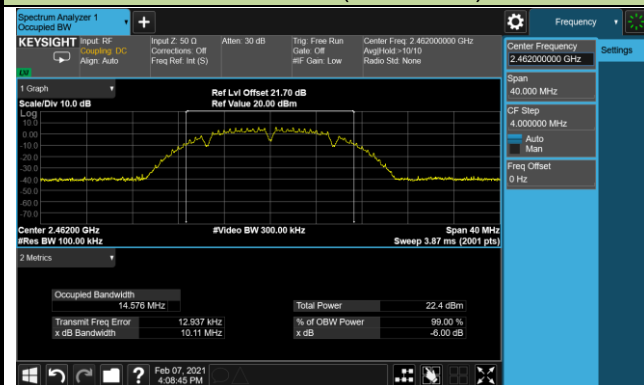 Spectrum Analyzer 1
Occupied BW
+
Frequency
KEYSIGHT
Input: RF
Coupling: DC
Align: Auto
Input Z: 50 Ω
Corrections: Off
Freq Ref: Int (S)
Atten: 30 dB
Trig: Free Run
Gate: Off
#IF Gain: Low
Center Freq: 2.462000000 GHz
Avg|Hold:>10/10
Radio Std: None
LV
Center Frequency
2.462000000 GHz
Settings
Span
40.000 MHz
CF Step
4.000000 MHz
Auto
Man
Freq Offset
0 Hz
1 Graph
Scale/Div 10.0 dB
Ref Lvl Offset 21.70 dB
Ref Value 20.00 dBm
Log
10.0
0.00
-10.0
-20.0
-30.0
-40.0
-50.0
-60.0
-70.0
Center 2.46200 GHz
#Video BW 300.00 kHz
Span 40 MHz
#Res BW 100.00 kHz
Sweep 3.87 ms (2001 pts)
2 Metrics
Occupied Bandwidth
14.576 MHz
Total Power 22.4 dBm
Transmit Freq Error 12.937 kHz
% of OBW Power 99.00 %
x dB Bandwidth 10.11 MHz
x dB -6.00 dB
?
Feb 07, 2021
4:08:45 PM